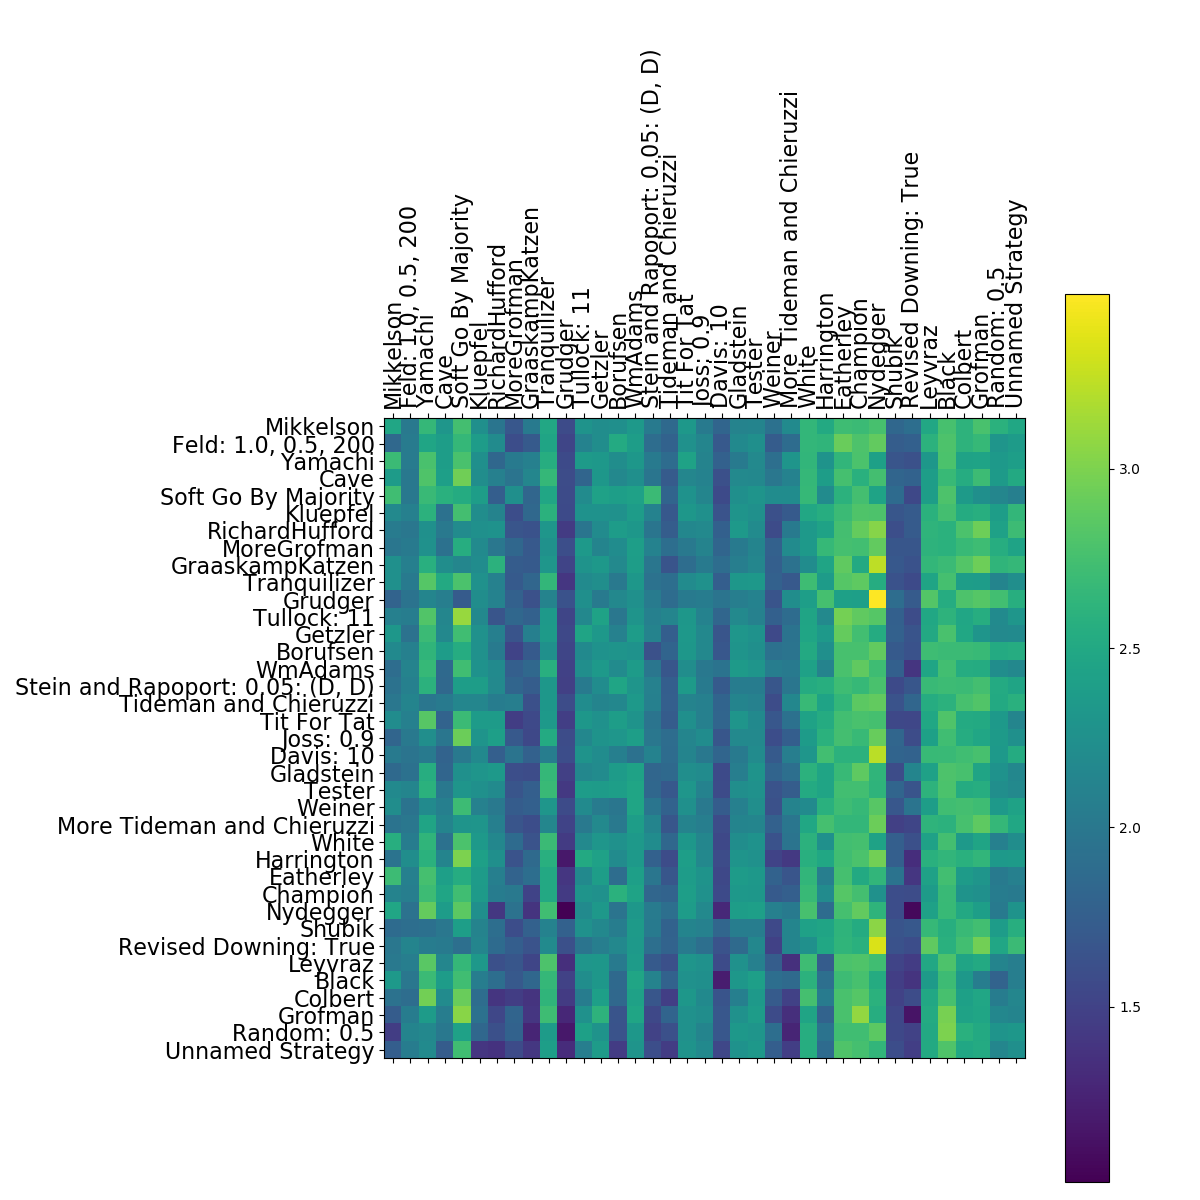 Mikkelson
Feld: 1.0, 0.5, 200
Yamachi
Cave
Soft Go By Majority
Kluepfel
RichardHufford
MoreGrofman
GraaskampKatzen
Tranquilizer
Grudger
Tullock: 11
Getzler
Borufsen
WmAdams
Stein and Rapoport: 0.05: (D, D)
Tideman and Chieruzzi
Tit For Tat
Joss: 0.9
Davis: 10
Gladstein
Tester
Weiner
More Tideman and Chieruzzi
White
Harrington
Eatherley
Champion
Nydegger
Shubik
Revised Downing: True
Leyvraz
Black
Colbert
Grofman
Random: 0.5
Unnamed Strategy
Mikkelson
Feld: 1.0, 0.5, 200
Yamachi
Cave
Soft Go By Majority
Kluepfel
RichardHufford
MoreGrofman
GraaskampKatzen
Tranquilizer
Grudger
Tullock: 11
Getzler
Borufsen
WmAdams
Stein and Rapoport: 0.05: (D, D)
Tideman and Chieruzzi
Tit For Tat
Joss: 0.9
Davis: 10
Gladstein
Tester
Weiner
More Tideman and Chieruzzi
White
Harrington
Eatherley
Champion
Nydegger
Shubik
Revised Downing: True
Leyvraz
Black
Colbert
Grofman
Random: 0.5
Unnamed Strategy
3.0
2.5
2.0
1.5